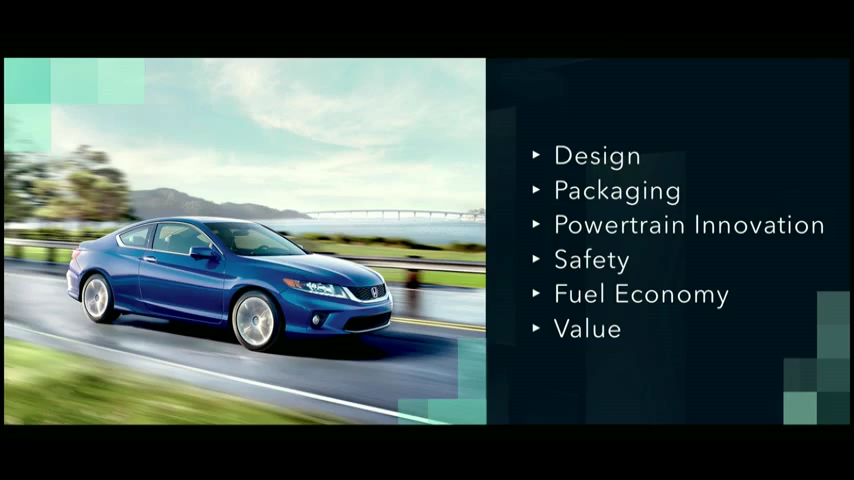 Design
Packaging
Powertrain Innovation
Safety
Fuel Economy
Value